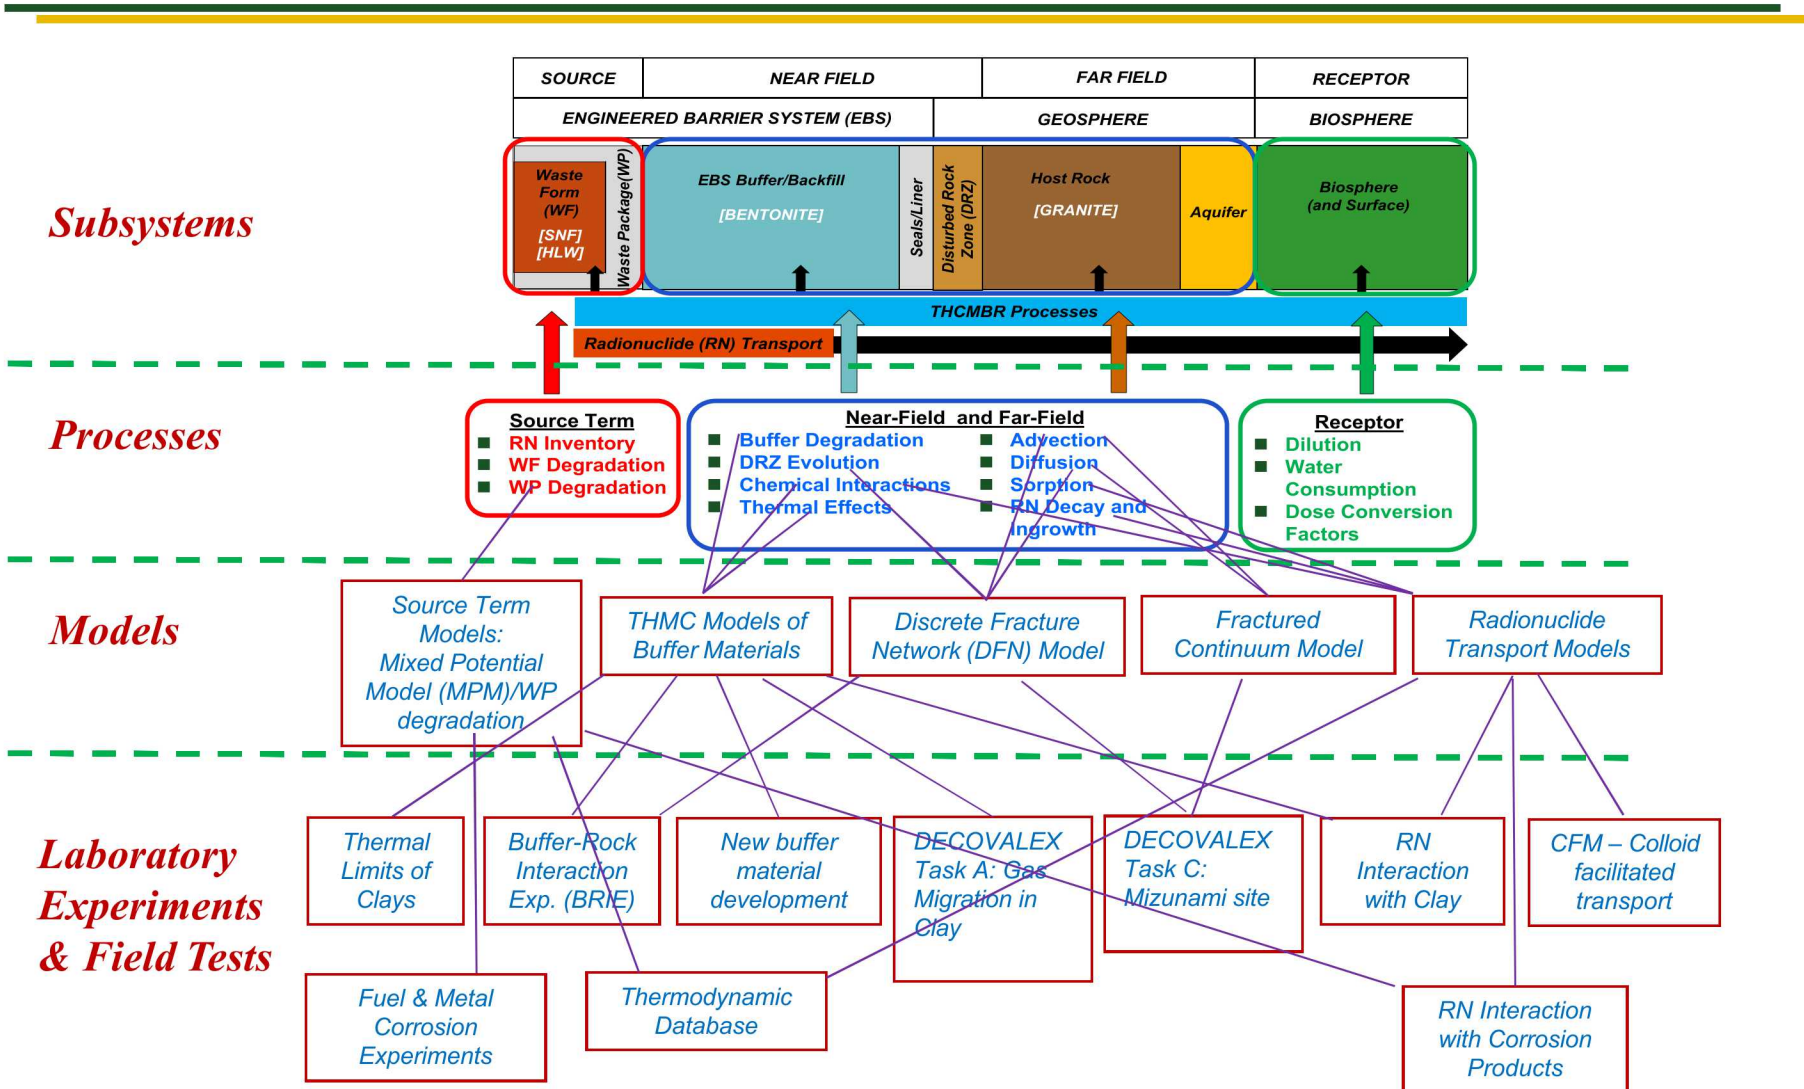 SOURCE NEAR FIELD FAR FIELD RECEPTOR
ENGINEERED BARRIER SYSTEM (EBS) GEOSPHERE BIOSPHERE
Subsystems
Waste
Form
(WF)
[SNF]
[HLW]
Waste Package(WP)
EBS Buffer/Backfill
[BENTONITE]
Seals/Liner
Disturbed Rock
Zone (DRZ)
Host Rock
[GRANITE]
Aquifer
Biosphere
(and Surface)
THCMBR Processes
Radionuclide (RN) Transport
Processes
Source Term
RN Inventory
WF Degradation
WP Degradation
Near-Field and Far-Field
Buffer Degradation
DRZ Evolution
Chemical Interactions
Thermal Effects
Advection
Diffusion
Sorption
RN Decay and
Ingrowth
Receptor
Dilution
Water
Consumption
Dose Conversion
Factors
Models
Source Term
Models:
Mixed Potential
Model (MPM)/WP
degradation
THMC Models of
Buffer Materials
Discrete Fracture
Network (DFN) Model
Fractured
Continuum Model
Radionuclide
Transport Models
Laboratory
Experiments
& Field Tests
Thermal
Limits of
Clays
Buffer-Rock
Interaction
Exp. (BRIE)
New buffer
material
development
DECOVALEX
Task A: Gas
Migration in
Clay
DECOVALEX
Task C:
Mizunami site
RN
Interaction
with Clay
CFM – Colloid
facilitated
transport
Fuel & Metal
Corrosion
Experiments
Thermodynamic
Database
RN Interaction
with Corrosion
Products